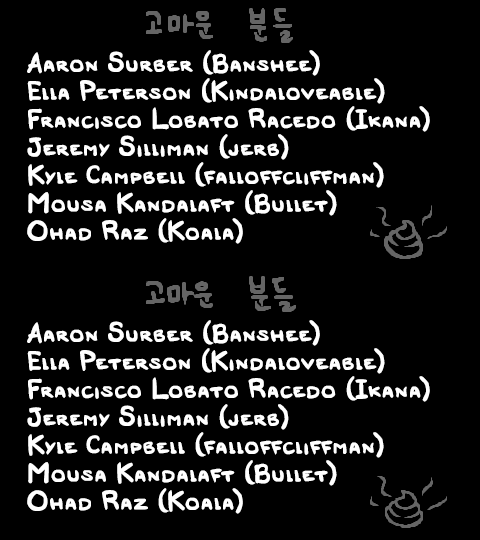 고마운 분들
Aaron Surber (Banshee)
Ella Peterson (Kindaloveable)
Francisco Lobato Racedo (Ikana)
Jeremy Silliman (jerb)
Kyle Campbell (falloffcliffman)
Mousa Kandalaft (Bullet)
Ohad Raz (Koala)
고마운 분들
Aaron Surber (Banshee)
Ella Peterson (Kindaloveable)
Francisco Lobato Racedo (Ikana)
Jeremy Silliman (jerb)
Kyle Campbell (falloffcliffman)
Mousa Kandalaft (Bullet)
Ohad Raz (Koala)